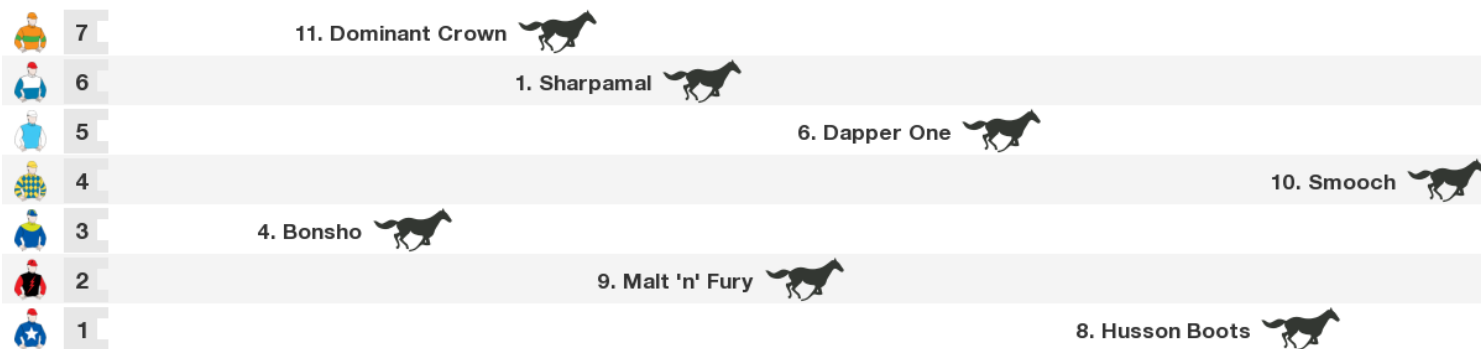 7 11. Dominant Crown
6 1. Sharpamal
5 6. Dapper One
4 10. Smooch
3 4. Bonsho
2 9. Malt 'n' Fury
1 8. Husson Boots